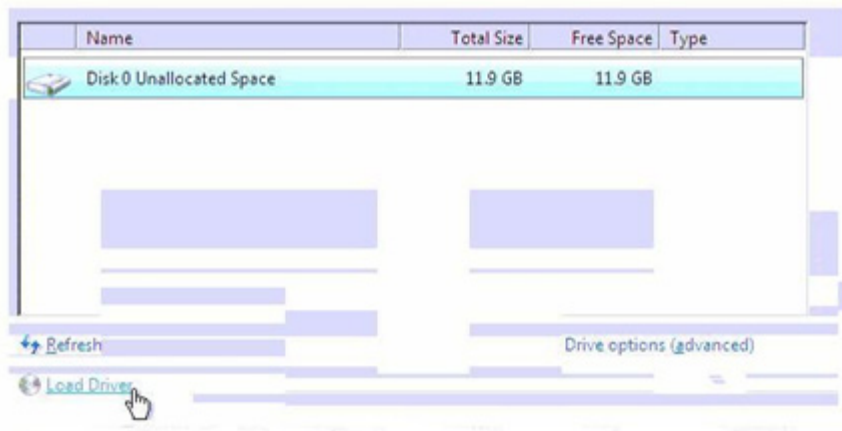 Name Total Size Free Space Type
Disk 0 Unallocated Space 11.9 GB 11.9 GB
Refresh Drive options (advanced)
Load Driver